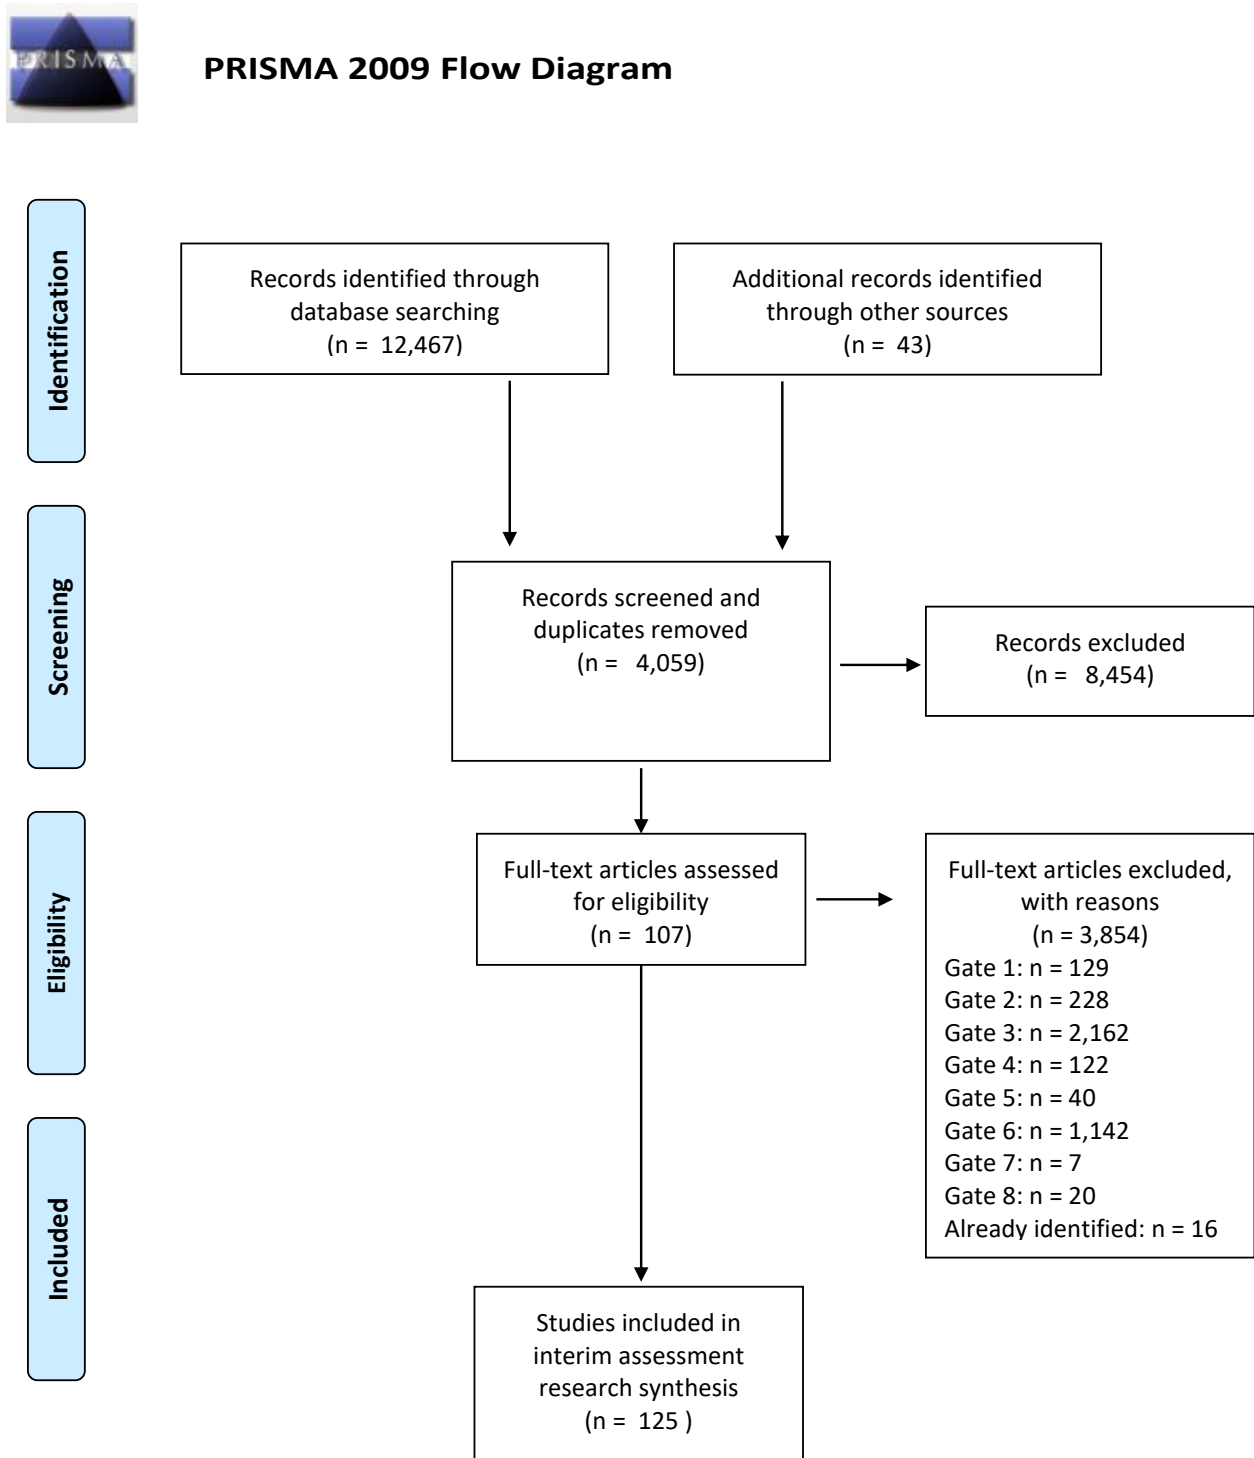 PRISMA
PRISMA 2009 Flow Diagram
Identification
Records identified through
database searching
(n = 12,467)
Additional records identified
through other sources
(n = 43)
Screening
Records screened and
duplicates removed
(n = 4,059)
Records excluded
(n = 8,454)
Eligibility
Full-text articles assessed
for eligibility
(n = 107)
Full-text articles excluded,
with reasons
(n = 3,854)
Gate 1: n = 129
Gate 2: n = 228
Gate 3: n = 2,162
Gate 4: n = 122
Gate 5: n = 40
Gate 6: n = 1,142
Gate 7: n = 7
Gate 8: n = 20
Already identified: n = 16
Included
Studies included in
interim assessment
research synthesis
(n = 125 )